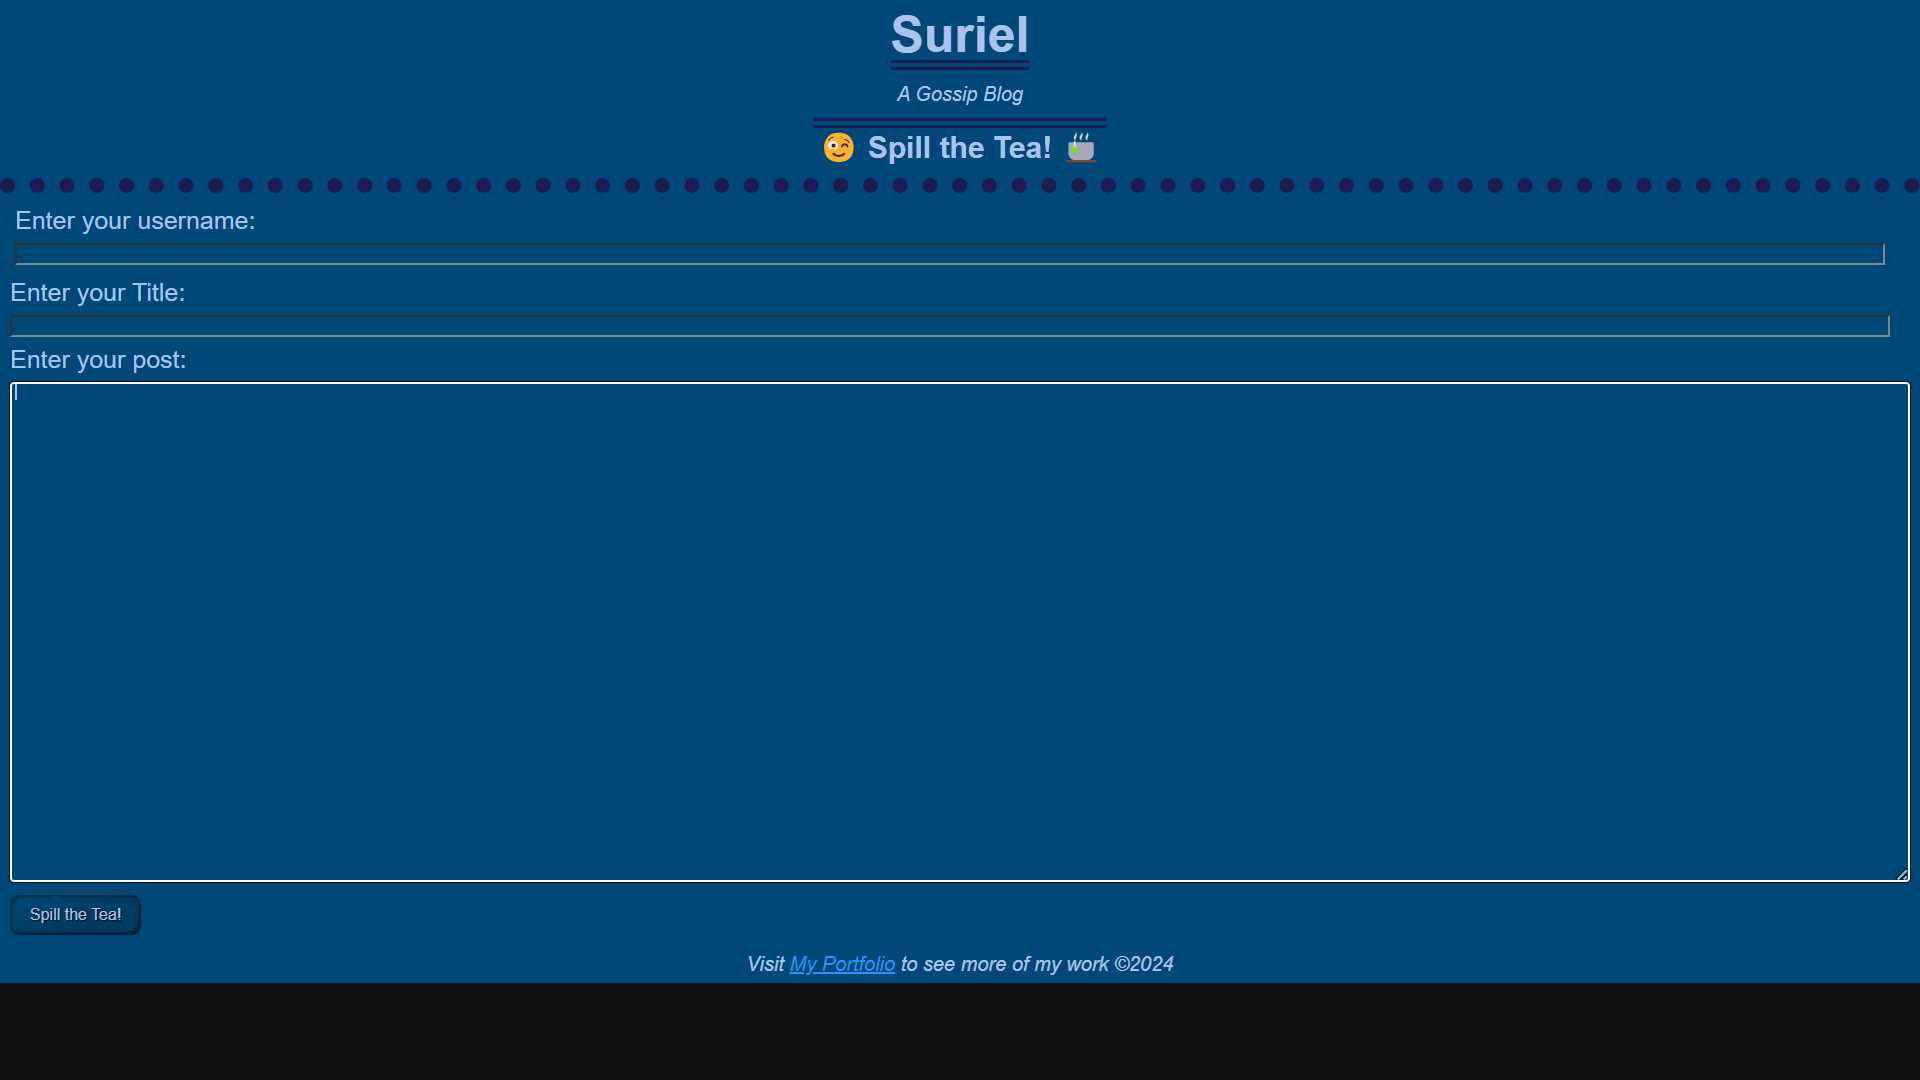 Suriel
A Gossip Blog
😉 Spill the Tea! 🍵
Enter your username:
Enter your Title:
Enter your post:
Spill the Tea!
Visit My Portfolio to see more of my work ©2024